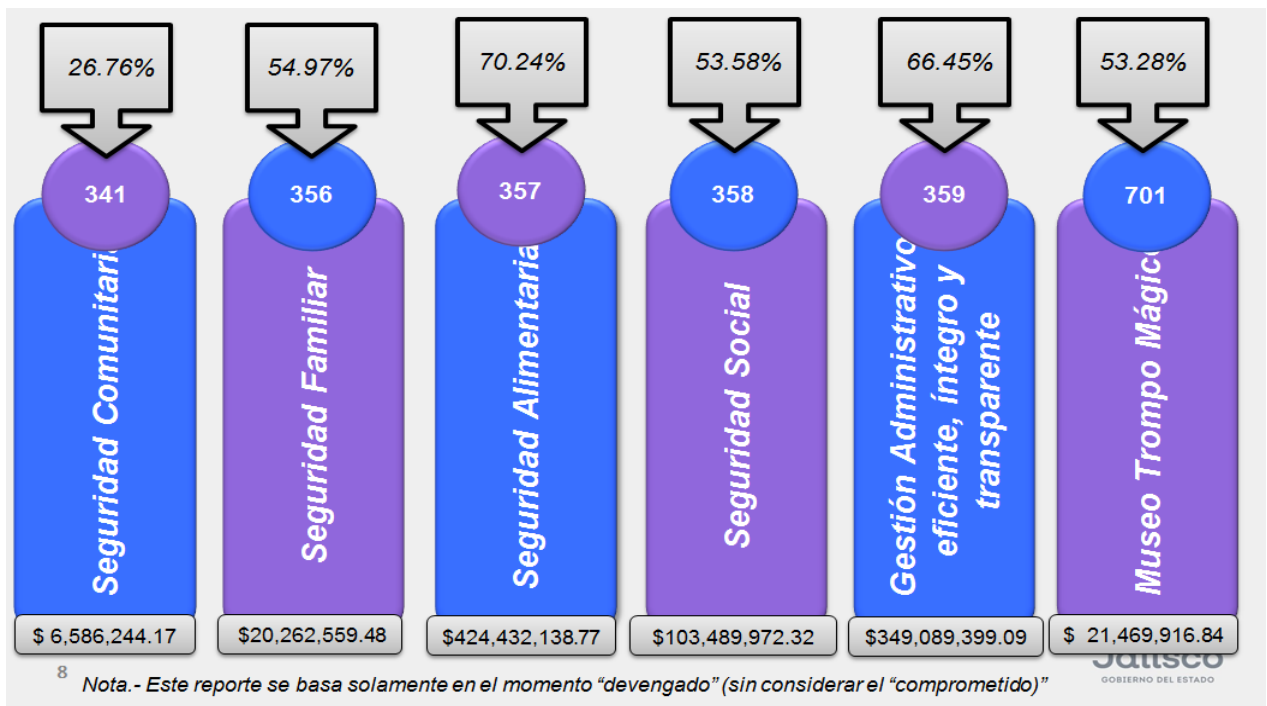 26.76%
54.97%
70.24%
53.58%
66.45%
53.28%
341
356
357
358
359
701
Seguridad Comunitaria
Seguridad Familiar
Seguridad Alimentaria
Seguridad Social
Gestión Administrativo
eficiente, íntegro y
transparente
Museo Trompo Mágico
$ 6,586,244.17
$20,262,559.48
$424,432,138.77
$103,489,972.32
$349,089,399.09
$ 21,469,916.84
Jalisco
GOBIERNO DEL ESTADO
8
Nota.- Este reporte se basa solamente en el momento “devengado” (sin considerar el “comprometido)”